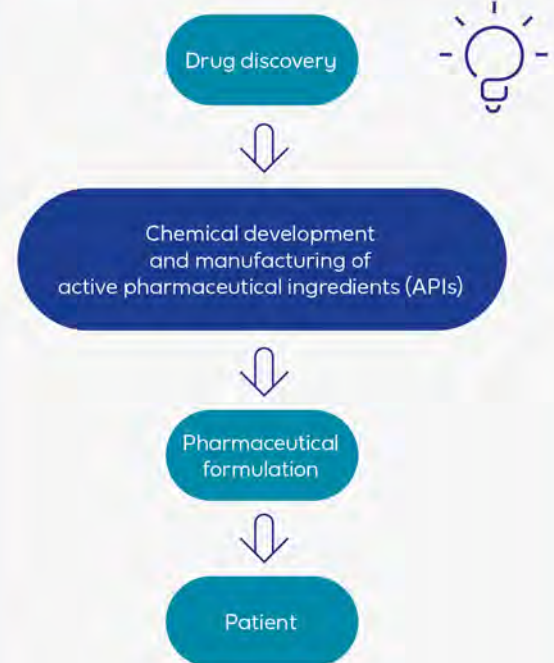 Drug discovery
Chemical development
and manufacturing of
active pharmaceutical ingredients (APIs)
Pharmaceutical
formulation
Patient